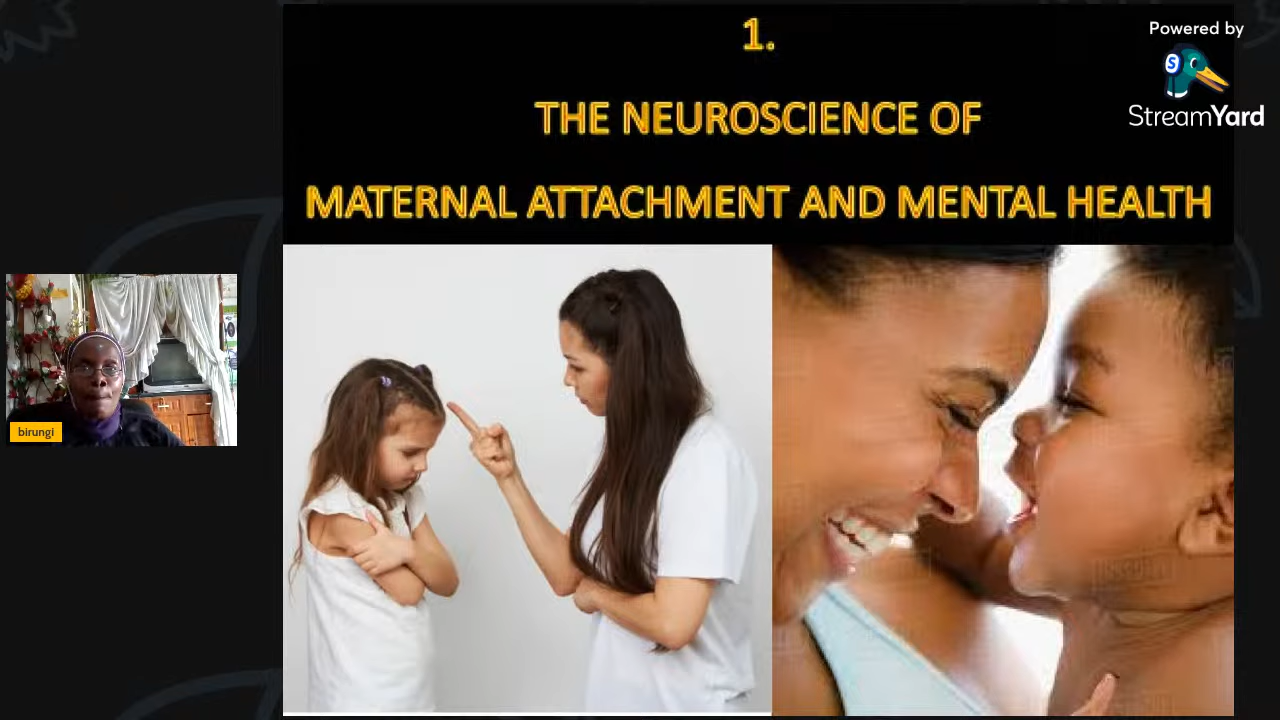 1.
THE NEUROSCIENCE OF
MATERNAL ATTACHMENT AND MENTAL HEALTH
Powered by
StreamYard
birungi